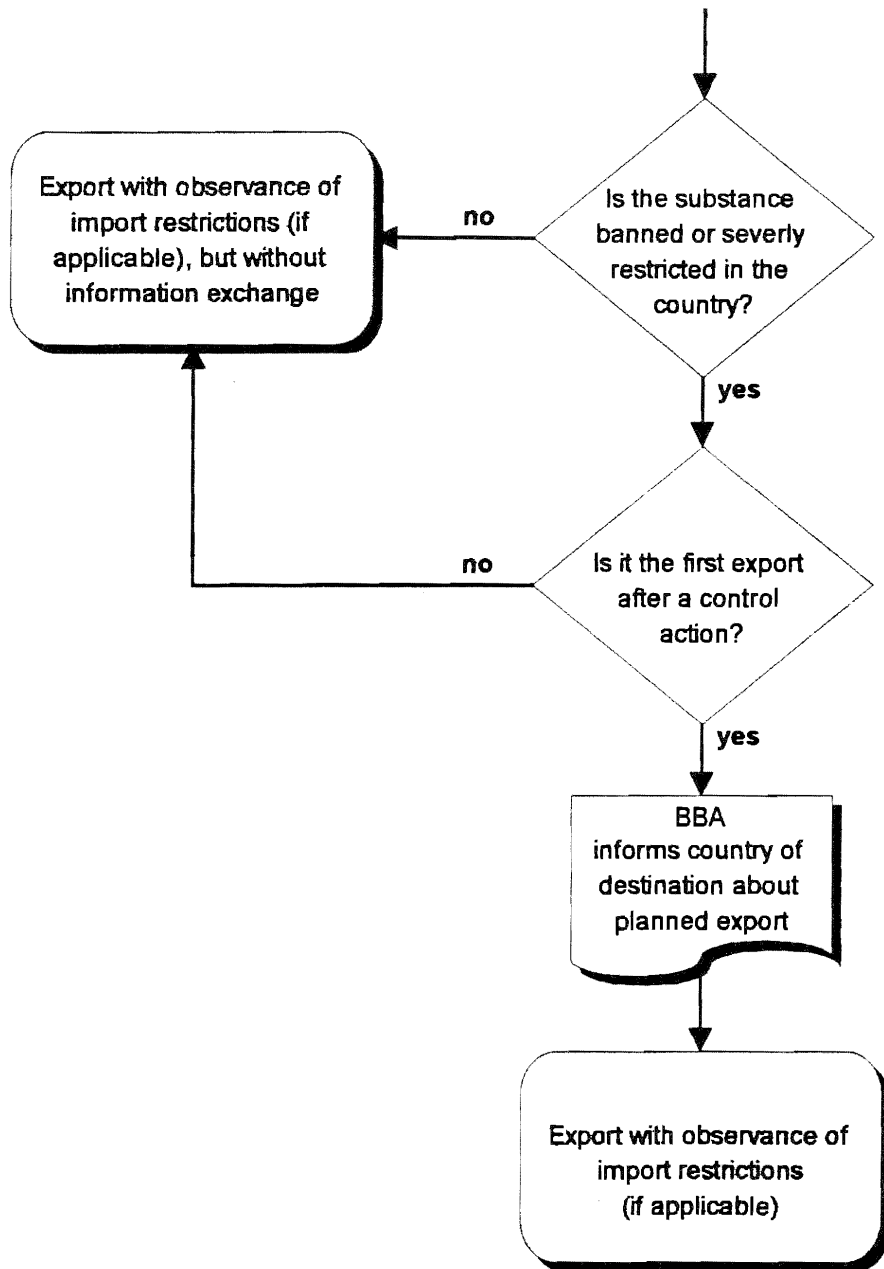 Export with observance of
import restrictions (if
applicable), but without
information exchange
no
Is the substance
banned or severly
restricted in the
country?
yes
no
Is it the first export
after a control
action?
yes
BBA
informs country of
destination about
planned export
Export with observance of
import restrictions
(if applicable)